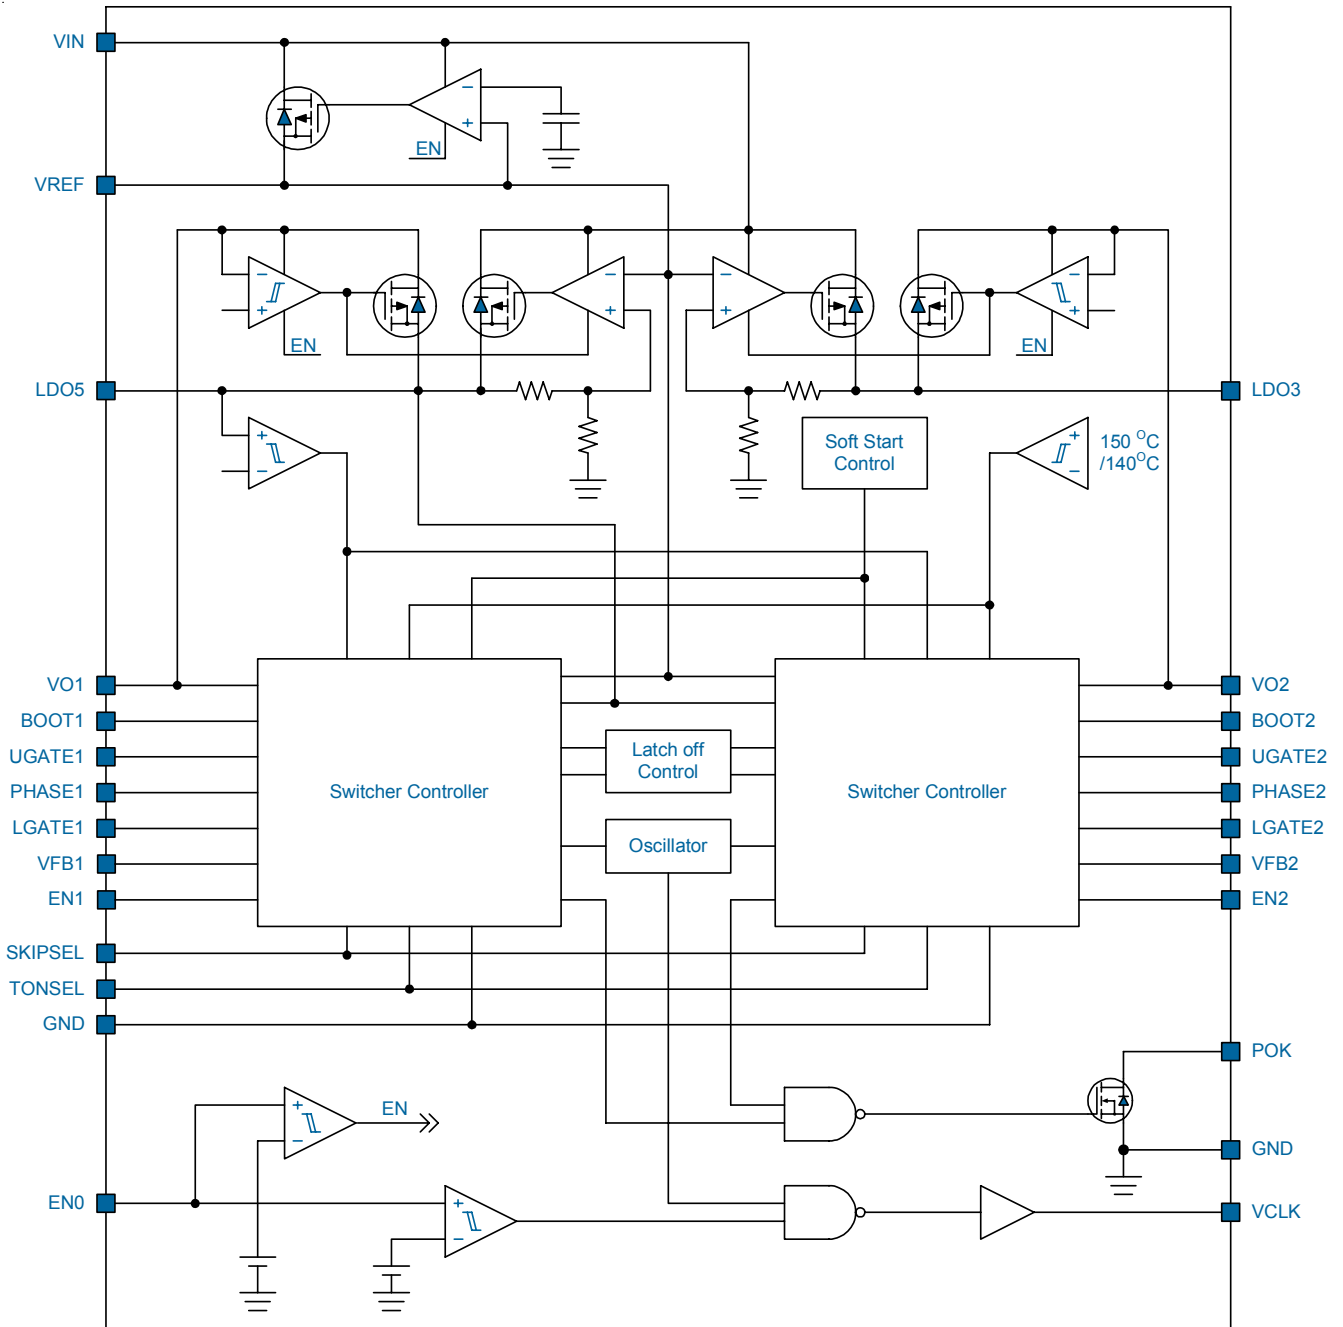 VIN
EN
VREF
EN
EN
LDO5
LDO3
Soft Start
Control
150 °C
/140°C
VO1
VO2
BOOT1
BOOT2
UGATE1
Latch off
Control
UGATE2
PHASE1
Switcher Controller
Switcher Controller
PHASE2
LGATE1
LGATE2
Oscillator
VFB1
VFB2
EN1
EN2
SKIPSEL
TONSEL
GND
POK
EN
GND
EN0
VCLK